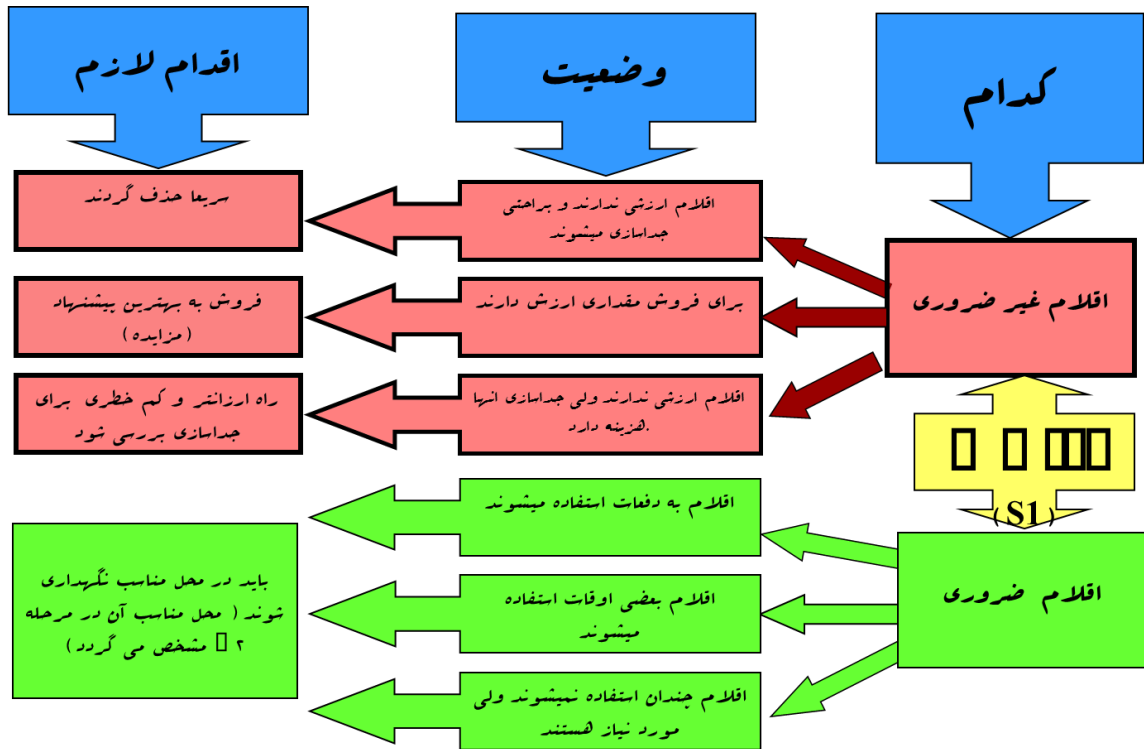 کدام
وضعیت
اقدام لازم
اقلام غیر ضروری
اقلام ارزشی ندارند و براحتی
جداسازی میشوند
سریعا حذف گردند
برای فروش مقداری ارزش دارند
فروش به بهترین پیشنهاد
(مزایده)
اقلام ارزشی ندارند ولی جداسازی انها
هزینه دارد.
راه ارزانتر و کم خطری برای
جداسازی بررسی شود
(S1)
اقلام ضروری
اقلام به دفعات استفاده میشوند
اقلام بعضی اوقات استفاده
میشوند
اقلام چندان استفاده نمیشوند ولی
مورد نیاز هستند
باید در محل مناسب نگهداری
شوند (محل مناسب آن در مرحله
۲ مشخص می گردد)